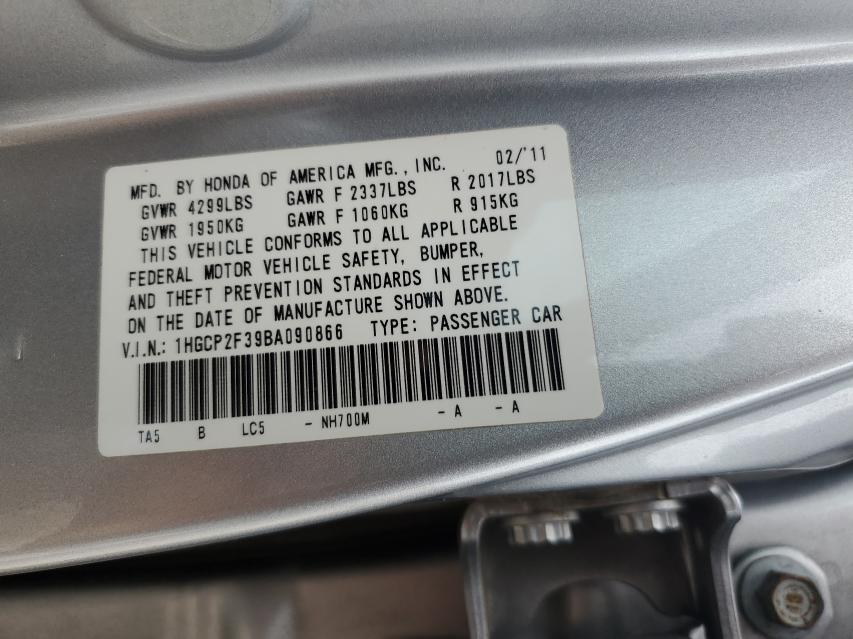 MFD. BY HONDA OF AMERICA MFG., INC. 02/'11
GVWR 4299LBS GAWR F 2337LBS R 2017LBS
GVWR 1950KG GAWR F 1060KG R 915KG
THIS VEHICLE CONFORMS TO ALL APPLICABLE
FEDERAL MOTOR VEHICLE SAFETY, BUMPER,
AND THEFT PREVENTION STANDARDS IN EFFECT
ON THE DATE OF MANUFACTURE SHOWN ABOVE.
V.I.N.: 1HGCP2F39BA090866 TYPE: PASSENGER CAR
TA5 B LC5 - NH700M - A - A